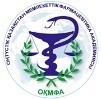 ОҢТҮСТІК ҚАЗАҚСТАН МЕМЛЕКЕТТІК ФАРМАЦЕВТИКА АКАДЕМИЯСЫ
ОҚМФА